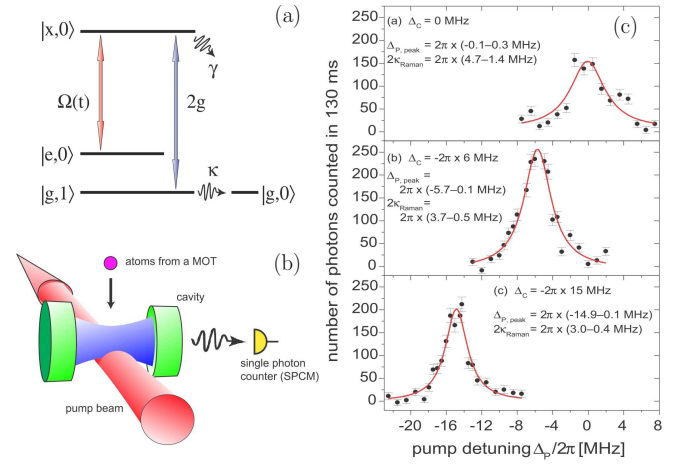 (a)
|x,0⟩
γ
Ω(t)
2g
|e,0⟩
κ
|g,1⟩
|g,0⟩
(b)
atoms from a MOT
cavity
single photon
counter (SPCM)
pump beam
(c)
number of photons counted in 130 ms
(a) Δ_C = 0 MHz
Δ_P, peak = 2π x (-0.1–0.3 MHz)
2κ_Raman = 2π x (4.7–1.4 MHz)
250
200
150
100
50
0
(b) Δ_C = -2π x 6 MHz
Δ_P, peak =
2π x (-5.7–0.1 MHz)
2κ_Raman =
2π x (3.7–0.5 MHz)
250
200
150
100
50
0
(c) Δ_C = -2π x 15 MHz
Δ_P, peak = 2π x (-14.9–0.1 MHz)
2κ_Raman = 2π x (3.0–0.4 MHz)
250
200
150
100
50
0
-20 -16 -12 -8 -4 0 4 8
pump detuning Δ_P/2π [MHz]